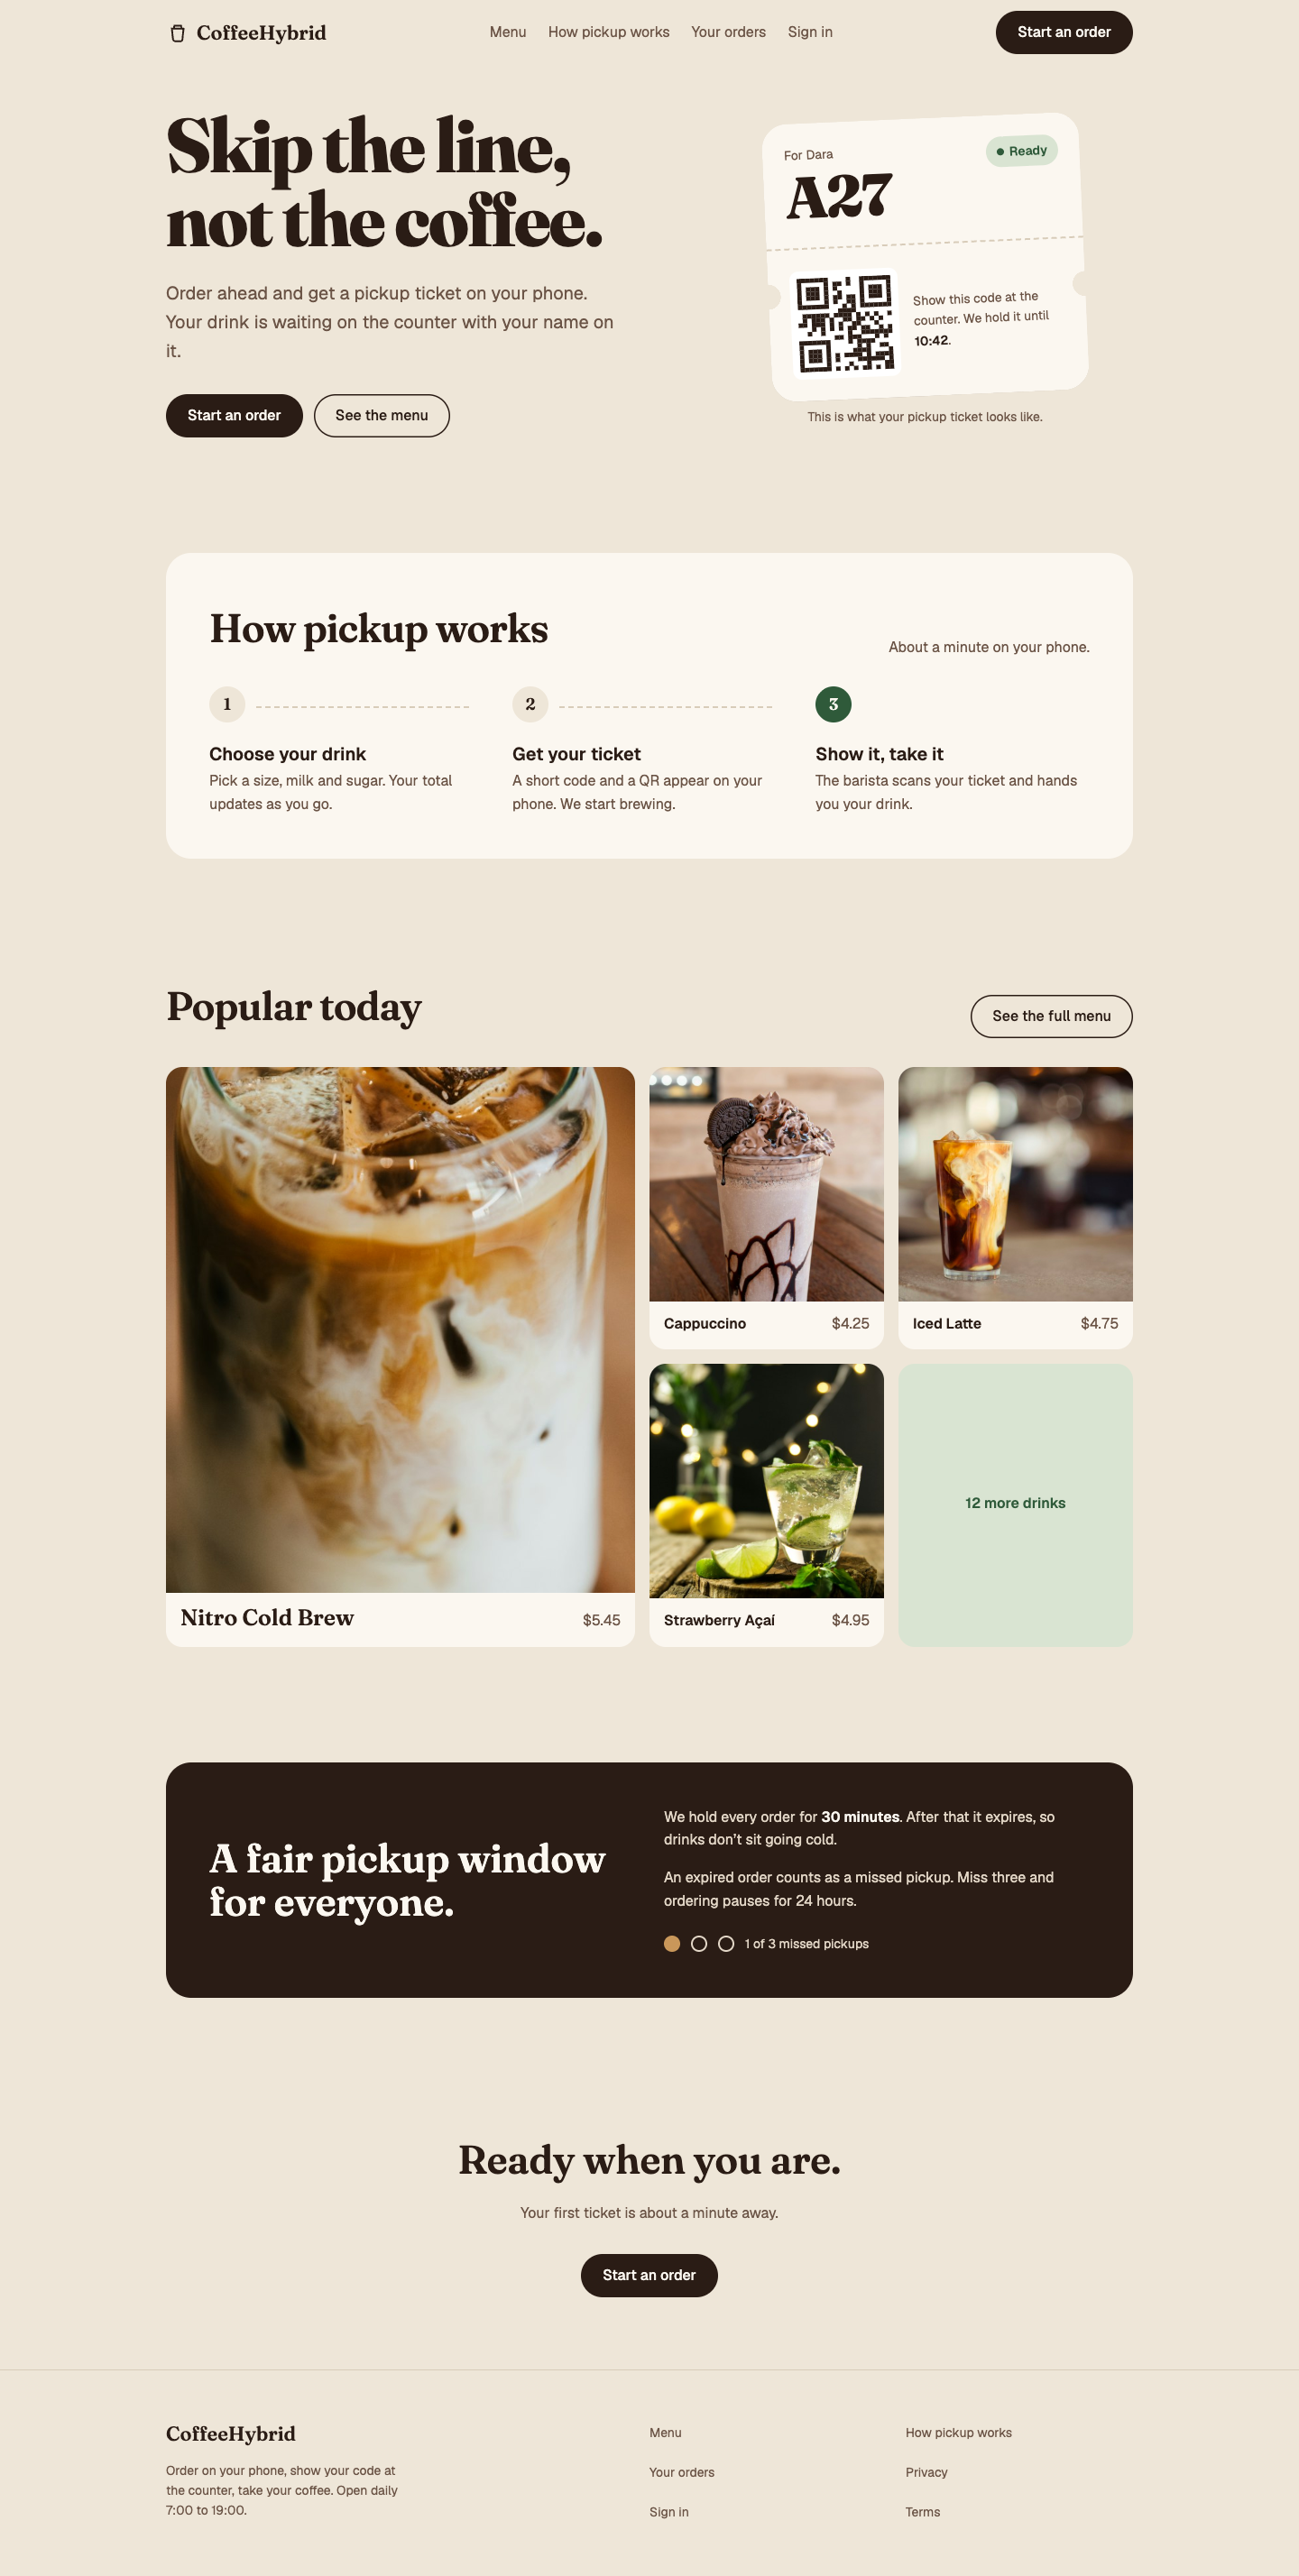 CoffeeHybrid
Menu
How pickup works
Your orders
Sign in
Start an order
Skip the line,
not the coffee.
Order ahead and get a pickup ticket on your phone.
Your drink is waiting on the counter with your name on
it.
Start an order
See the menu
For Dara
Ready
A27
Show this code at the
counter. We hold it until
10:42.
This is what your pickup ticket looks like.
How pickup works
About a minute on your phone.
1
Choose your drink
Pick a size, milk and sugar. Your total
updates as you go.
2
Get your ticket
A short code and a QR appear on your
phone. We start brewing.
3
Show it, take it
The barista scans your ticket and hands
you your drink.
Popular today
See the full menu
Nitro Cold Brew
$5.45
Cappuccino
$4.25
Iced Latte
$4.75
Strawberry Açaí
$4.95
12 more drinks
A fair pickup window
for everyone.
We hold every order for 30 minutes. After that it expires, so
drinks don’t sit going cold.
An expired order counts as a missed pickup. Miss three and
ordering pauses for 24 hours.
1 of 3 missed pickups
Ready when you are.
Your first ticket is about a minute away.
Start an order
CoffeeHybrid
Order on your phone, show your code at
the counter, take your coffee. Open daily
7:00 to 19:00.
Menu
Your orders
Sign in
How pickup works
Privacy
Terms